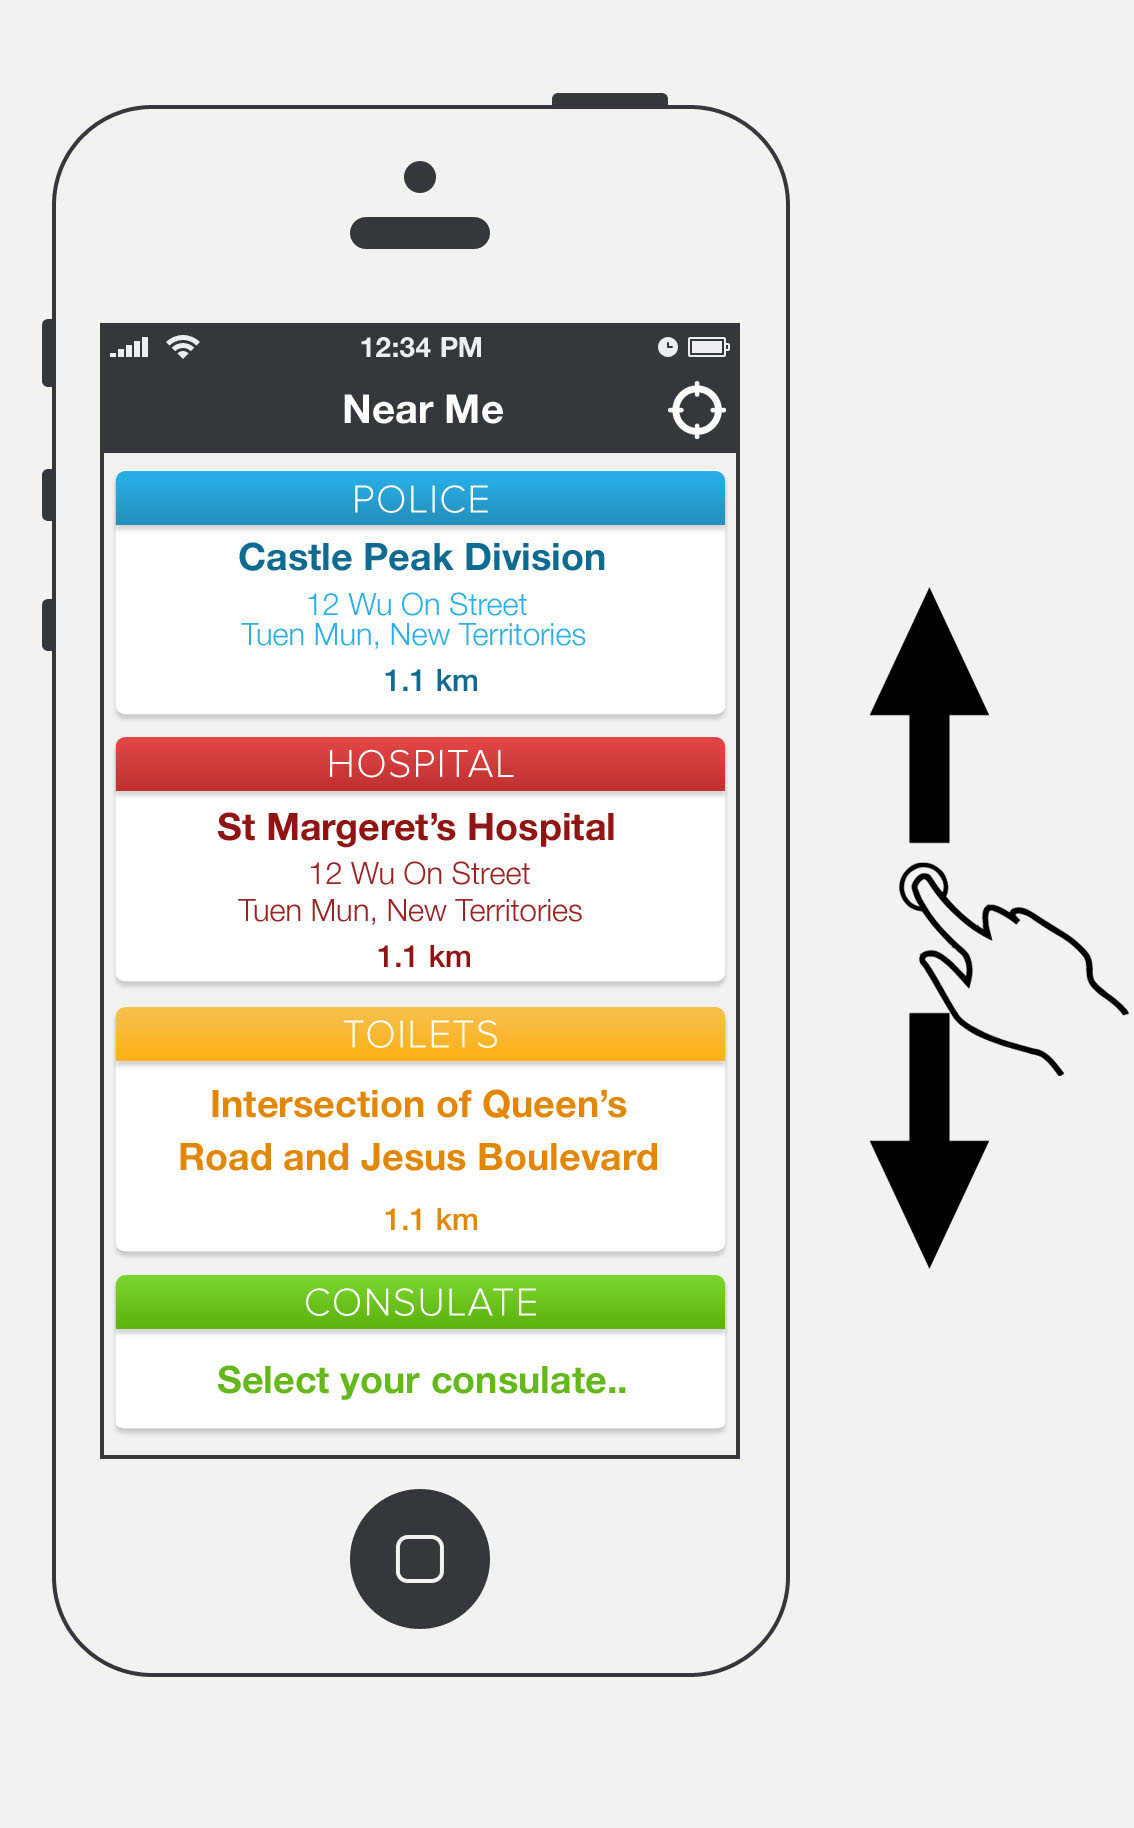 12:34 PM
Near Me
POLICE
Castle Peak Division
12 Wu On Street
Tuen Mun, New Territories
1.1 km
HOSPITAL
St Margeret’s Hospital
12 Wu On Street
Tuen Mun, New Territories
1.1 km
TOILETS
Intersection of Queen’s
Road and Jesus Boulevard
1.1 km
CONSULATE
Select your consulate..